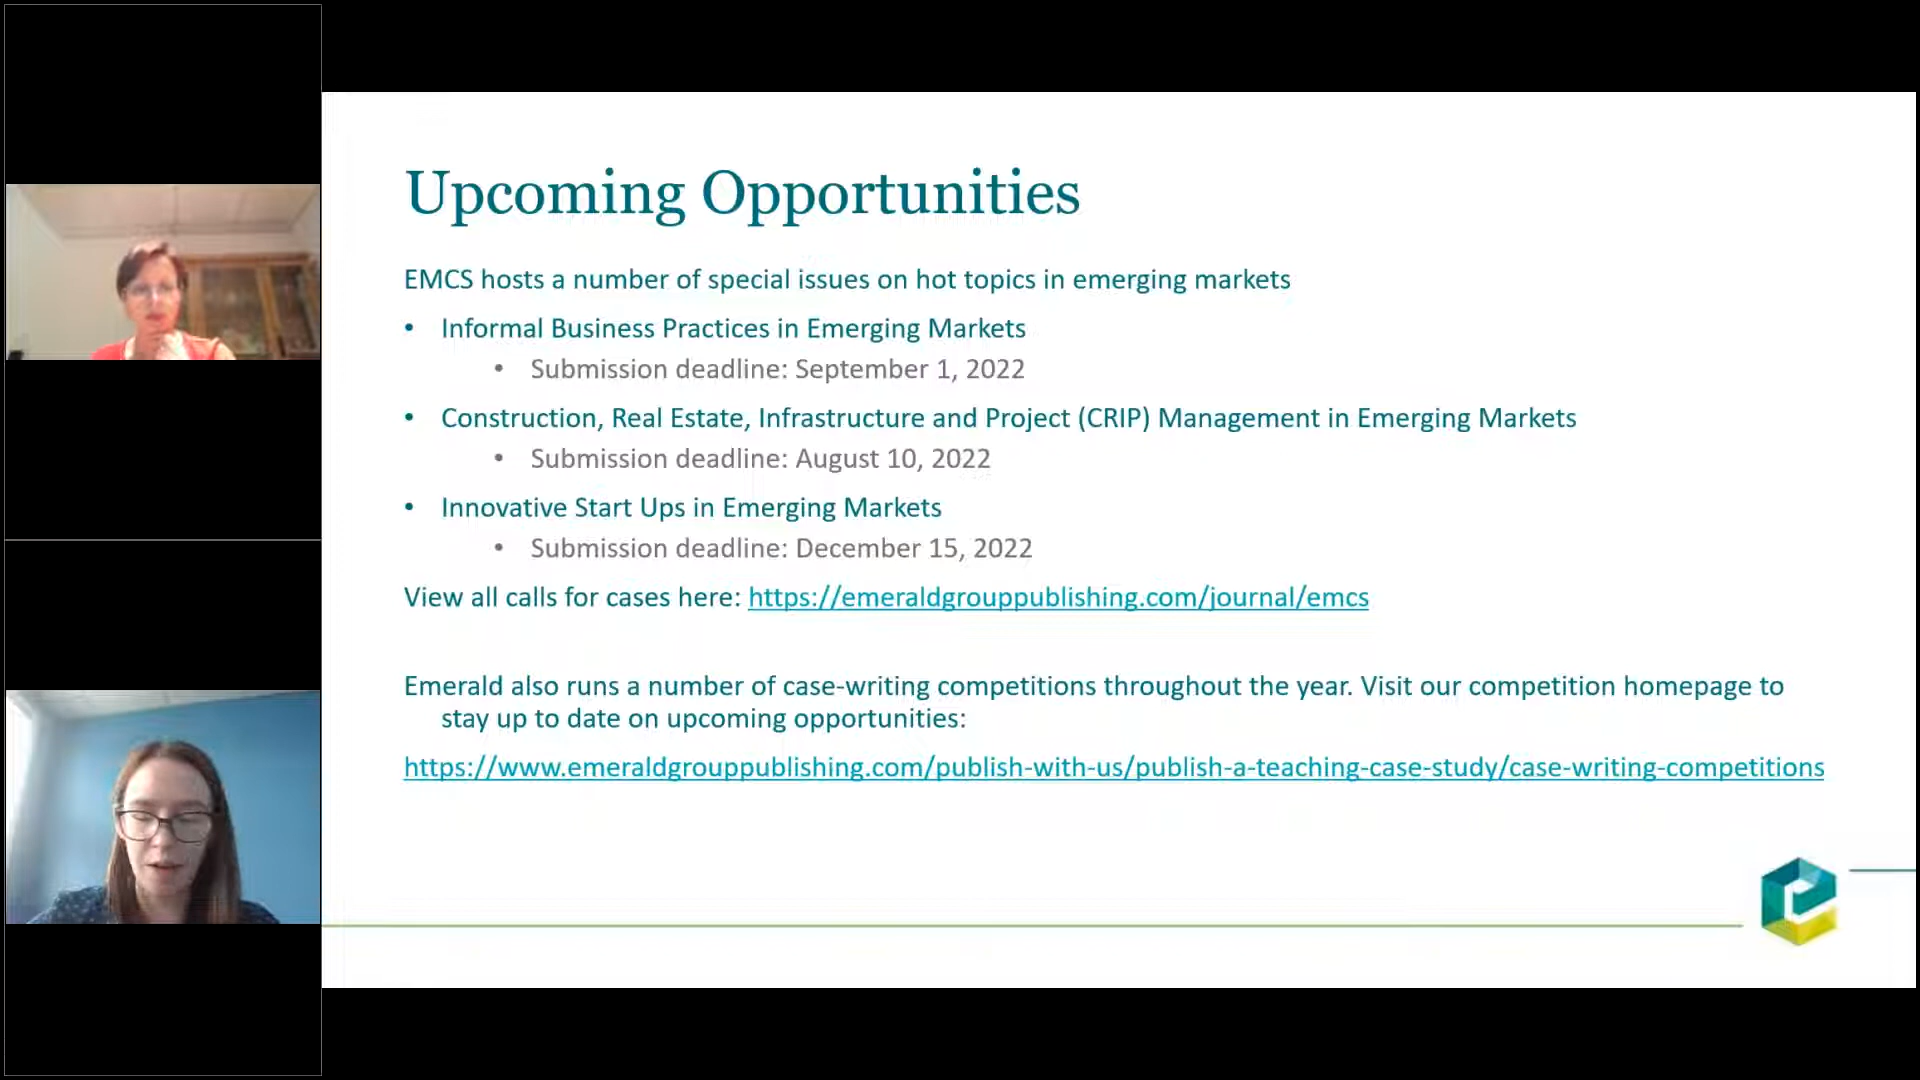 Upcoming Opportunities
EMCS hosts a number of special issues on hot topics in emerging markets
• Informal Business Practices in Emerging Markets
• Submission deadline: September 1, 2022
• Construction, Real Estate, Infrastructure and Project (CRIP) Management in Emerging Markets
• Submission deadline: August 10, 2022
• Innovative Start Ups in Emerging Markets
• Submission deadline: December 15, 2022
View all calls for cases here: https://emeraldgrouppublishing.com/journal/emcs
Emerald also runs a number of case-writing competitions throughout the year. Visit our competition homepage to
stay up to date on upcoming opportunities:
https://www.emeraldgrouppublishing.com/publish-with-us/publish-a-teaching-case-study/case-writing-competitions